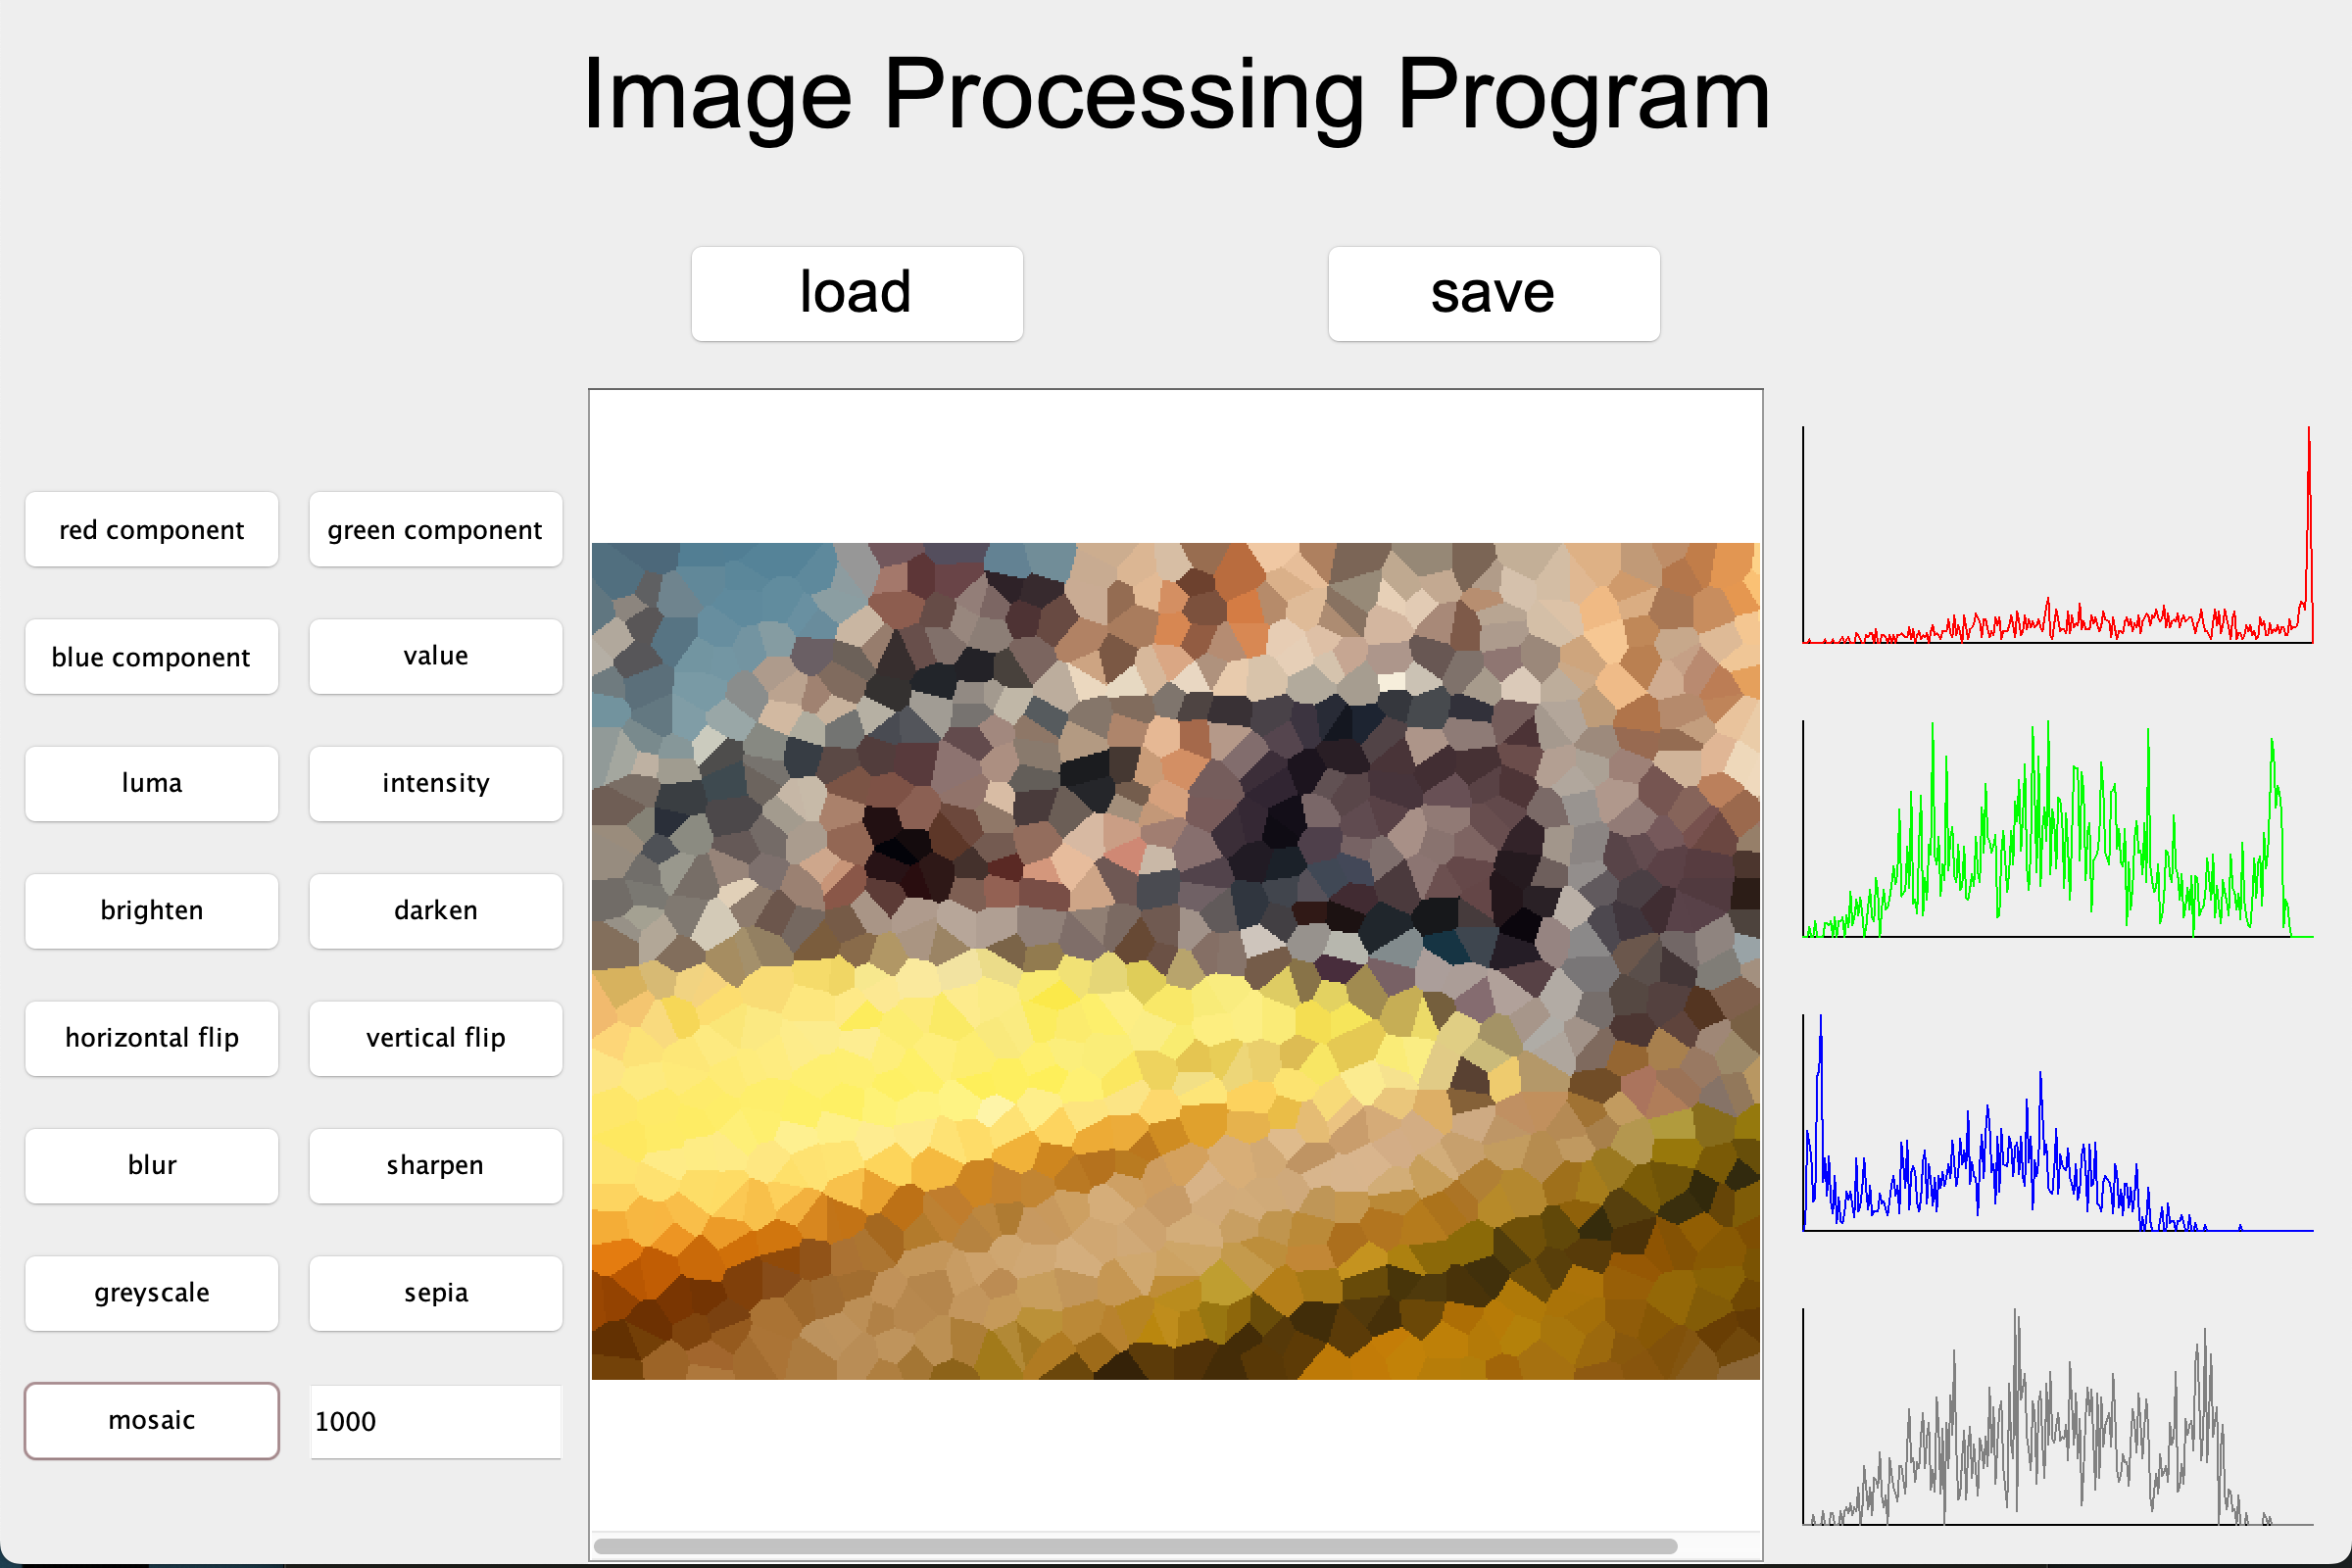 Image Processing Program
load save
red component green component
blue component value
luma intensity
brighten darken
horizontal flip vertical flip
blur sharpen
greyscale sepia
mosaic 1000